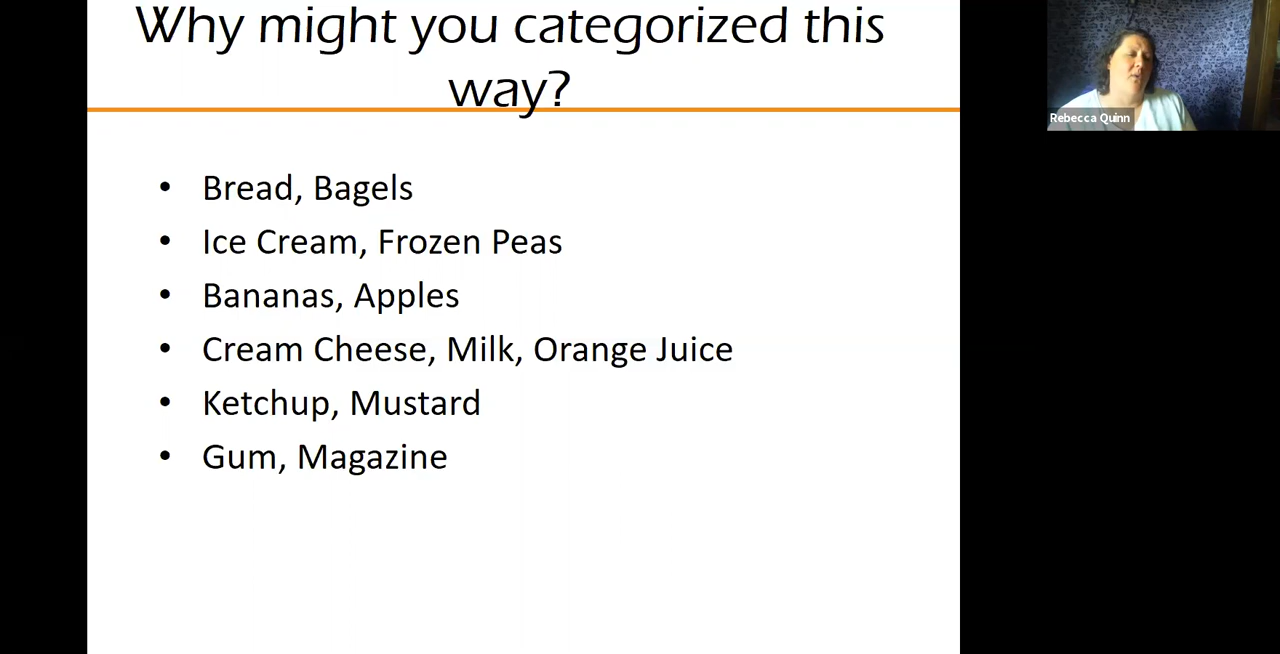 Why might you categorized this
way?
• Bread, Bagels
• Ice Cream, Frozen Peas
• Bananas, Apples
• Cream Cheese, Milk, Orange Juice
• Ketchup, Mustard
• Gum, Magazine
Rebecca Quinn